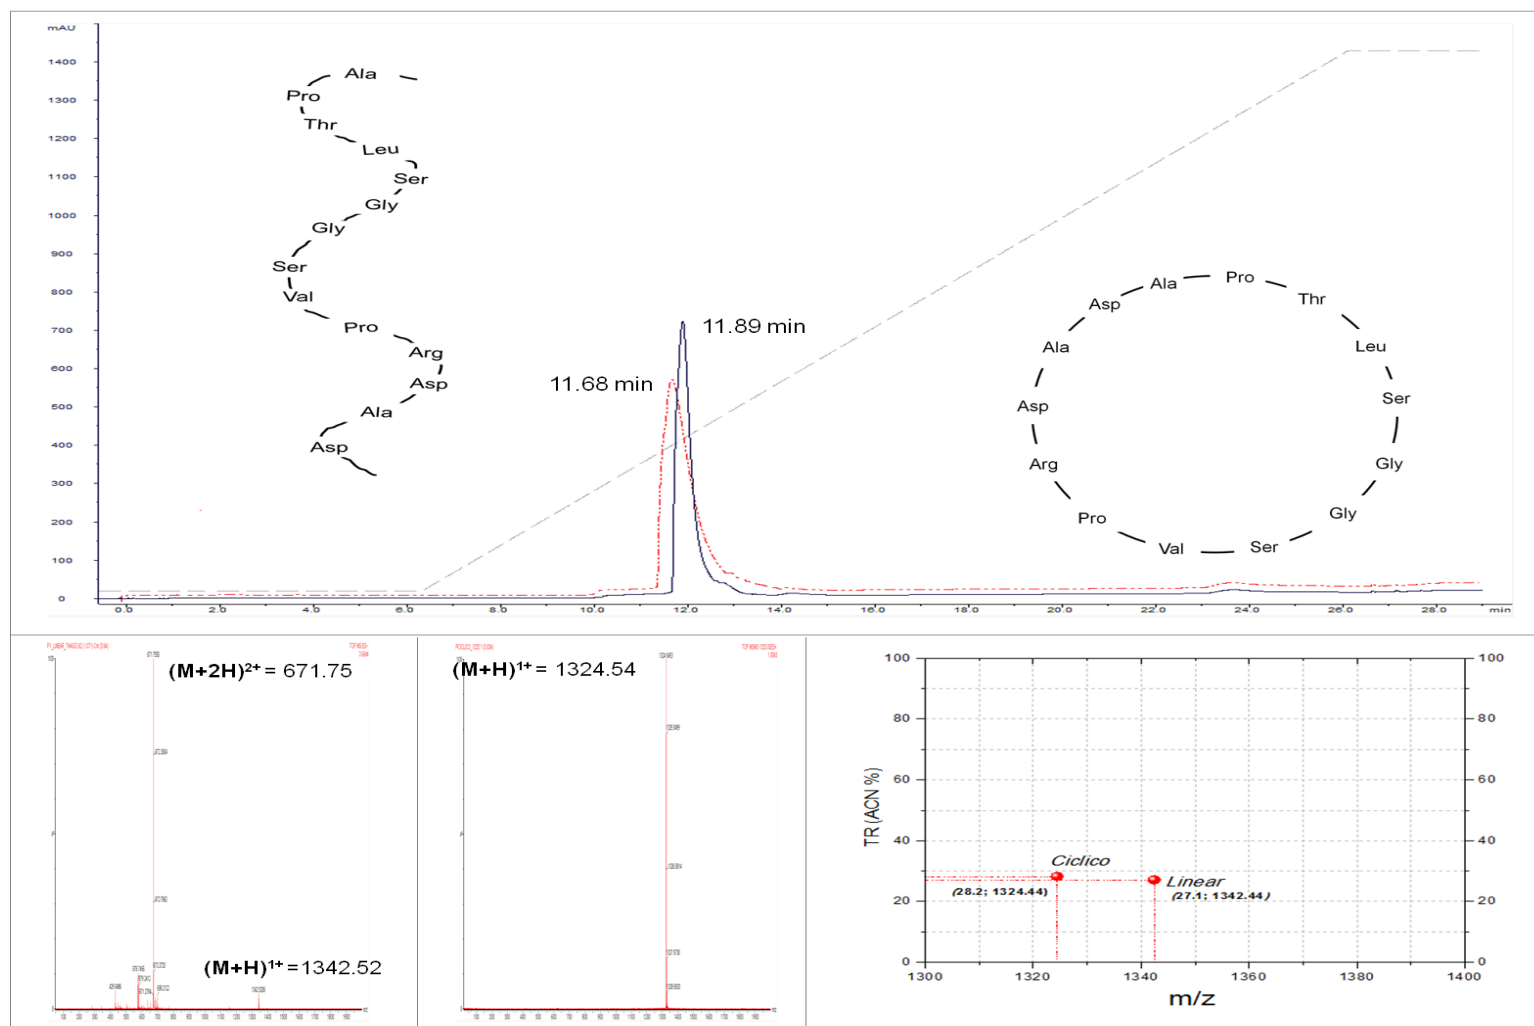 mAU
1400
1300
1200
1100
1000
900
800
700
600
500
400
300
200
100
0
0.0 2.0 4.0 6.0 8.0 10.0 12.0 14.0 16.0 18.0 20.0 22.0 24.0 26.0 28.0 min
Ala
Pro
Thr
Leu
Ser
Gly
Gly
Ser
Val
Pro
Arg
Asp
Ala
Asp
11.89 min
11.68 min
Ala
Pro
Thr
Leu
Ser
Gly
Gly
Ser
Val
Pro
Arg
Asp
Ala
Asp
(M+2H)²⁺ = 671.75
(M+H)¹⁺ =1342.52
(M+H)¹⁺ = 1324.54
100 100
80 80
60 60
40 40
20 20
0 0
1300 1320 1340 1360 1380 1400
TR (ACN %)
m/z
Ciclico
(28.2; 1324.44)
Linear
(27.1; 1342.44)